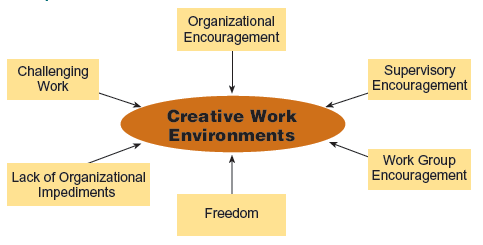 Organizational
Encouragement
Challenging
Work
Supervisory
Encouragement
Creative Work
Environments
Lack of Organizational
Impediments
Work Group
Encouragement
Freedom